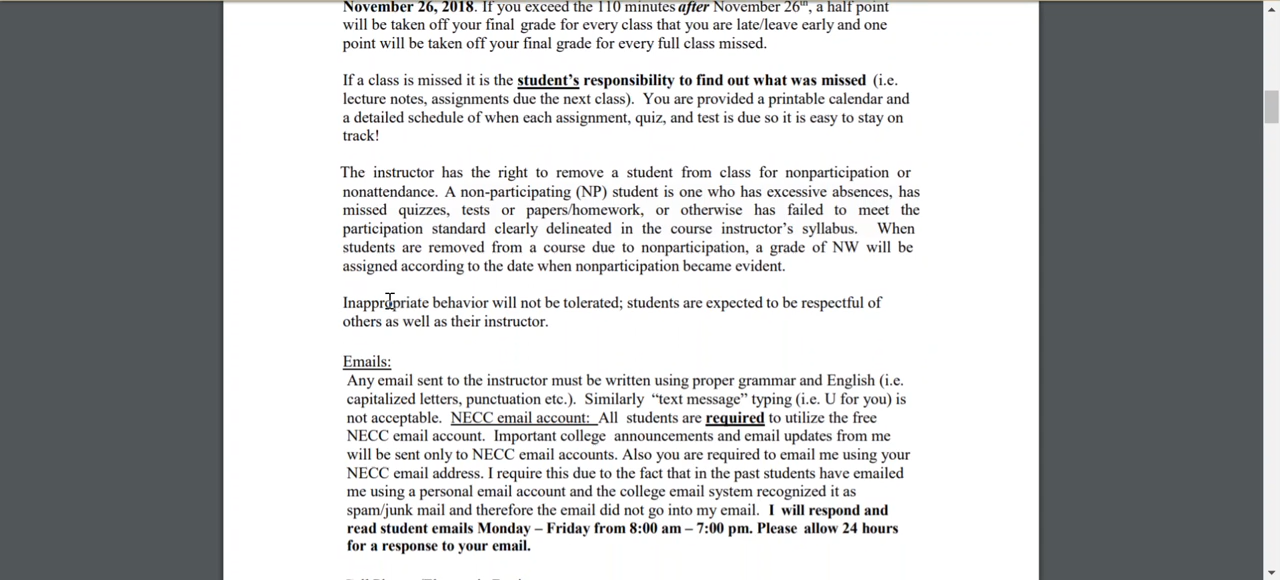 November 26, 2018. If you exceed the 110 minutes after November 26th, a half point
will be taken off your final grade for every class that you are late/leave early and one
point will be taken off your final grade for every full class missed.
If a class is missed it is the student's responsibility to find out what was missed (i.e.
lecture notes, assignments due the next class). You are provided a printable calendar and
a detailed schedule of when each assignment, quiz, and test is due so it is easy to stay on
track!
The instructor has the right to remove a student from class for nonparticipation or
nonattendance. A non-participating (NP) student is one who has excessive absences, has
missed quizzes, tests or papers/homework, or otherwise has failed to meet the
participation standard clearly delineated in the course instructor's syllabus. When
students are removed from a course due to nonparticipation, a grade of NW will be
assigned according to the date when nonparticipation became evident.
Inappropriate behavior will not be tolerated; students are expected to be respectful of
others as well as their instructor.
Emails:
Any email sent to the instructor must be written using proper grammar and English (i.e.
capitalized letters, punctuation etc.). Similarly “text message” typing (i.e. U for you) is
not acceptable. NECC email account: All students are required to utilize the free
NECC email account. Important college announcements and email updates from me
will be sent only to NECC email accounts. Also you are required to email me using your
NECC email address. I require this due to the fact that in the past students have emailed
me using a personal email account and the college email system recognized it as
spam/junk mail and therefore the email did not go into my email. I will respond and
read student emails Monday – Friday from 8:00 am – 7:00 pm. Please allow 24 hours
for a response to your email.